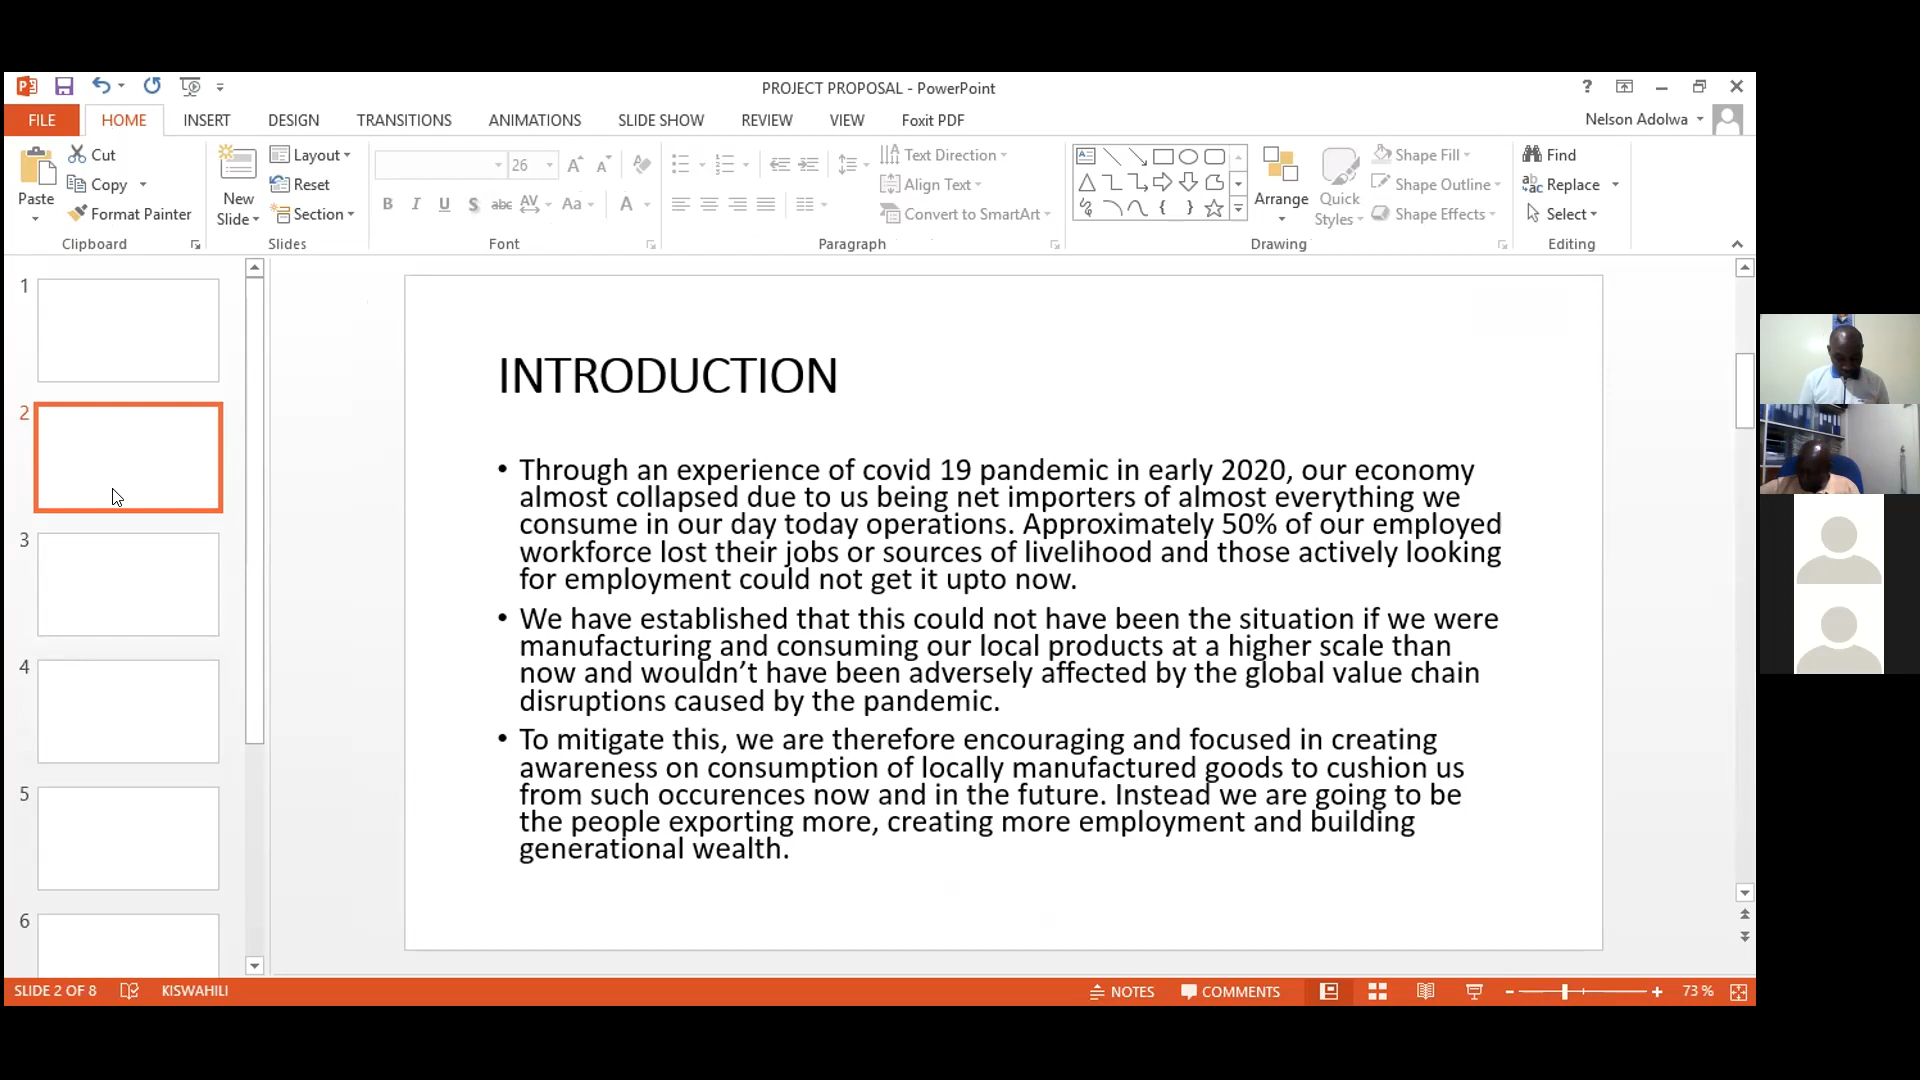 PROJECT PROPOSAL - PowerPoint
?
FILE
HOME
INSERT
DESIGN
TRANSITIONS
ANIMATIONS
SLIDE SHOW
REVIEW
VIEW
Foxit PDF
Nelson Adolwa
Paste
Cut
Copy
Format Painter
Clipboard
New
Slide
Layout
Reset
Section
Slides
26
B I U S abc AV Aa A
Font
Text Direction
Align Text
Convert to SmartArt
Paragraph
Arrange
Quick
Styles
Shape Fill
Shape Outline
Shape Effects
Drawing
Find
Replace
Select
Editing
1
2
3
4
5
6
INTRODUCTION
• Through an experience of covid 19 pandemic in early 2020, our economy
almost collapsed due to us being net importers of almost everything we
consume in our day today operations. Approximately 50% of our employed
workforce lost their jobs or sources of livelihood and those actively looking
for employment could not get it upto now.
• We have established that this could not have been the situation if we were
manufacturing and consuming our local products at a higher scale than
now and wouldn’t have been adversely affected by the global value chain
disruptions caused by the pandemic.
• To mitigate this, we are therefore encouraging and focused in creating
awareness on consumption of locally manufactured goods to cushion us
from such occurences now and in the future. Instead we are going to be
the people exporting more, creating more employment and building
generational wealth.
SLIDE 2 OF 8
KISWAHILI
NOTES
COMMENTS
73 %